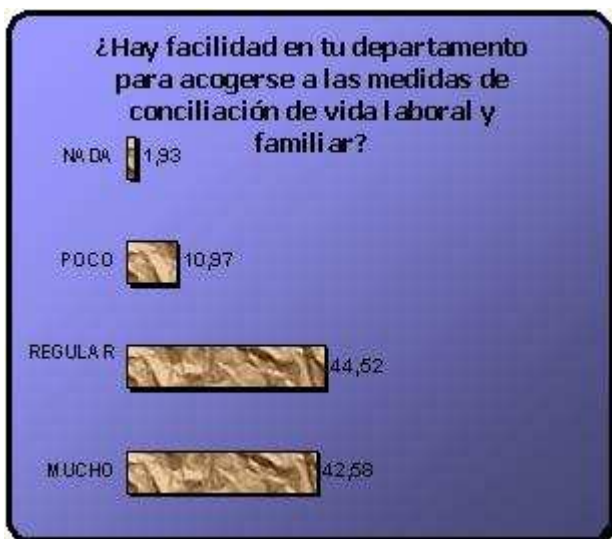 ¿Hay facilidad en tu departamento
para acogerse a las medidas de
conciliación de vida laboral y
familiar?
NADA 1,93
POCO 10,97
REGULAR 44,52
MUCHO 42,58